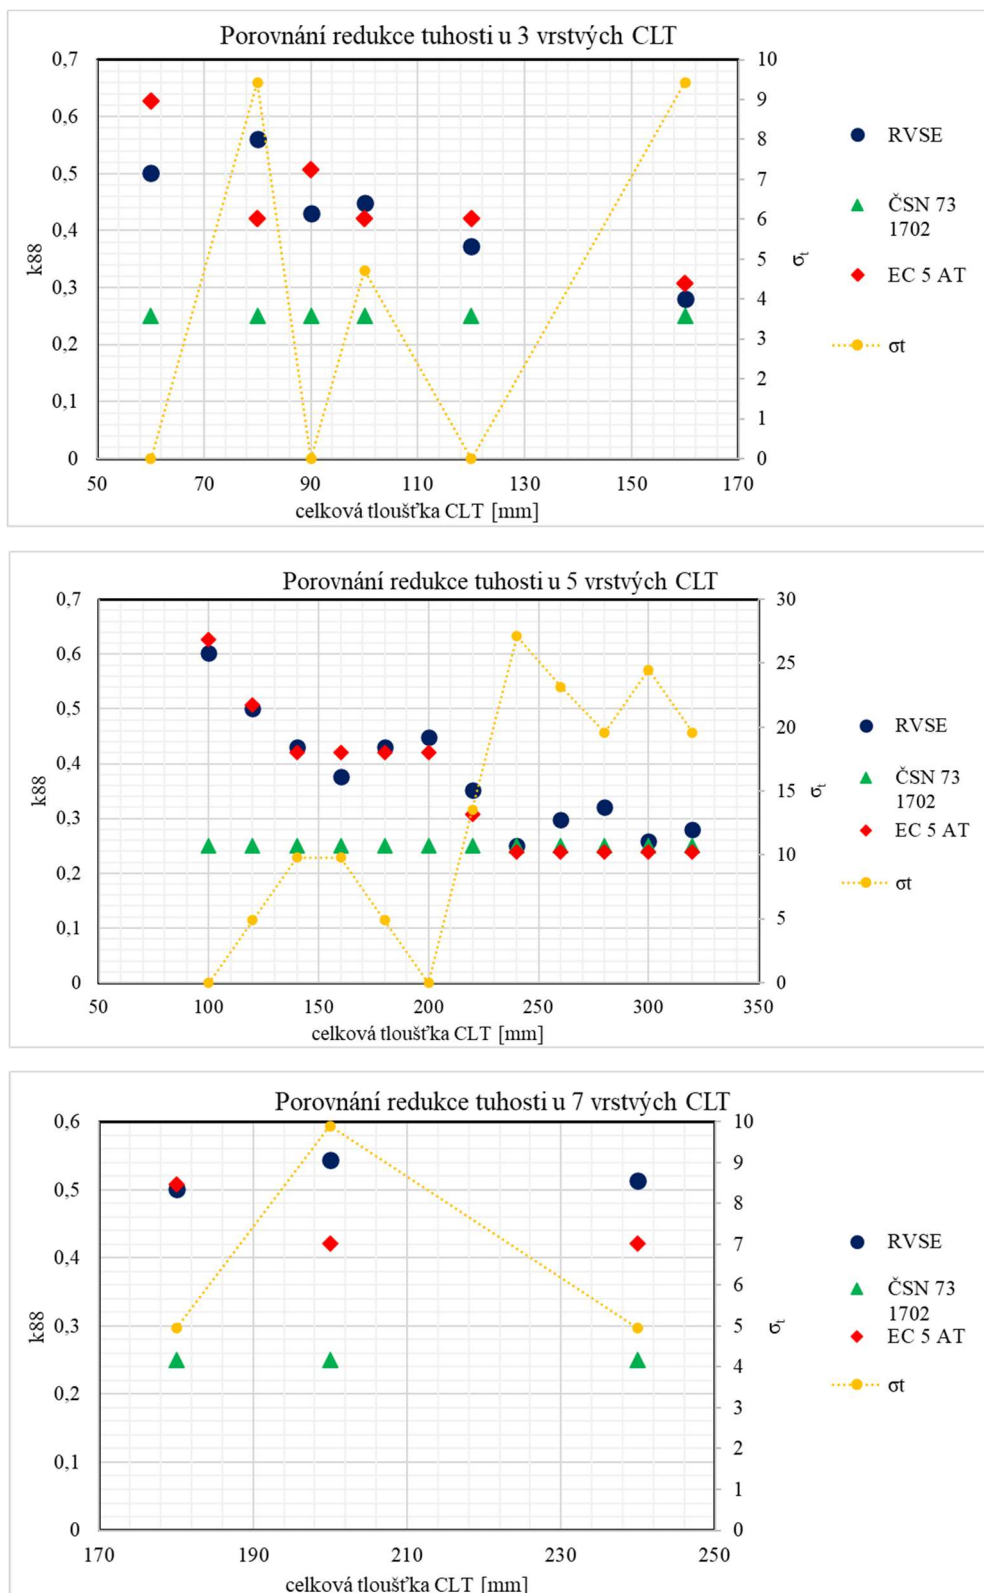 Porovnání redukce tuhosti u 3 vrstvých CLT
0,7
0,6
0,5
0,4
0,3
0,2
0,1
0
k88
10
9
8
7
6
5
4
3
2
1
0
σt
50 70 90 110 130 150 170
celková tloušťka CLT [mm]
RVSE
ČSN 73
1702
EC 5 AT
σt
Porovnání redukce tuhosti u 5 vrstvých CLT
0,7
0,6
0,5
0,4
0,3
0,2
0,1
0
k88
30
25
20
15
10
5
0
σt
50 100 150 200 250 300 350
celková tloušťka CLT [mm]
RVSE
ČSN 73
1702
EC 5 AT
σt
Porovnání redukce tuhosti u 7 vrstvých CLT
0,6
0,5
0,4
0,3
0,2
0,1
0
k88
10
9
8
7
6
5
4
3
2
1
0
σt
170 190 210 230 250
celková tloušťka CLT [mm]
RVSE
ČSN 73
1702
EC 5 AT
σt